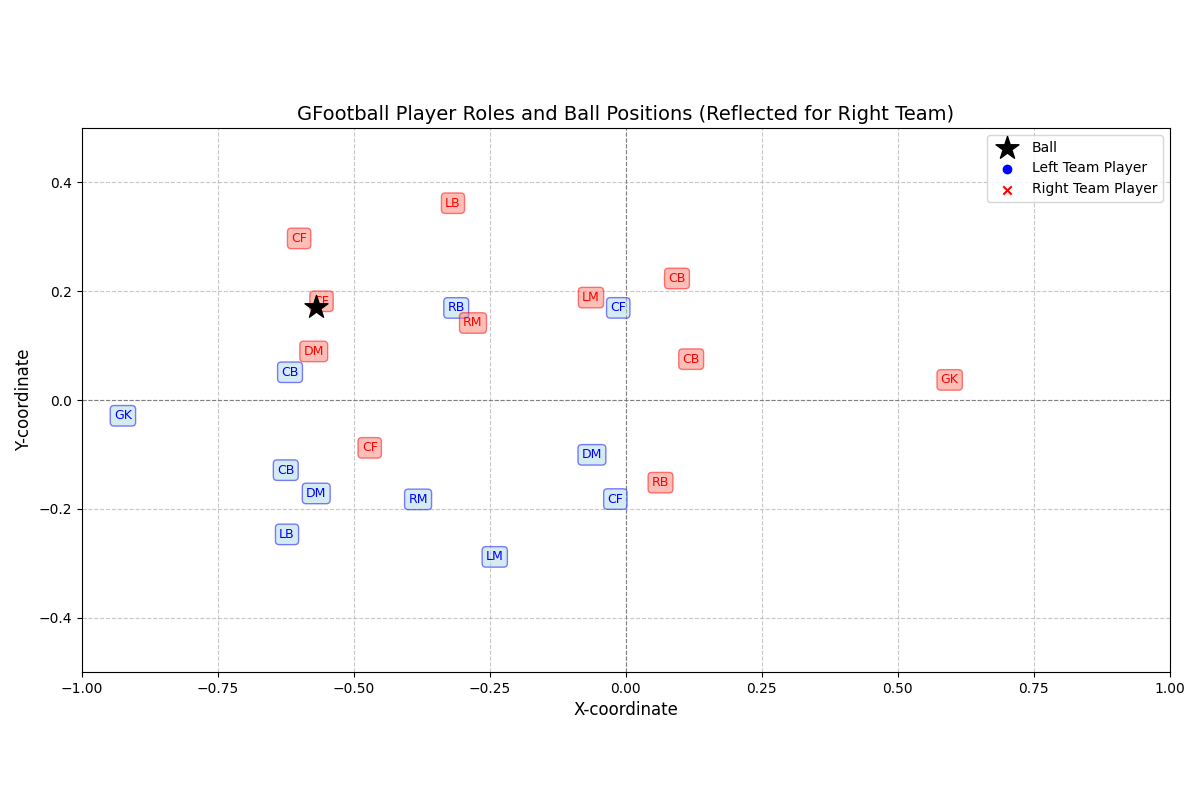 GFootball Player Roles and Ball Positions (Reflected for Right Team)
Ball
Left Team Player
Right Team Player
Y-coordinate
0.4
0.2
0.0
−0.2
−0.4
LB
CF
CB
LM
CF
RB
CF
RM
DM
CB
CB
GK
GK
CF
DM
CB
RB
DM
RM
CF
LB
LM
−1.00
−0.75
−0.50
−0.25
0.00
0.25
0.50
0.75
1.00
X-coordinate